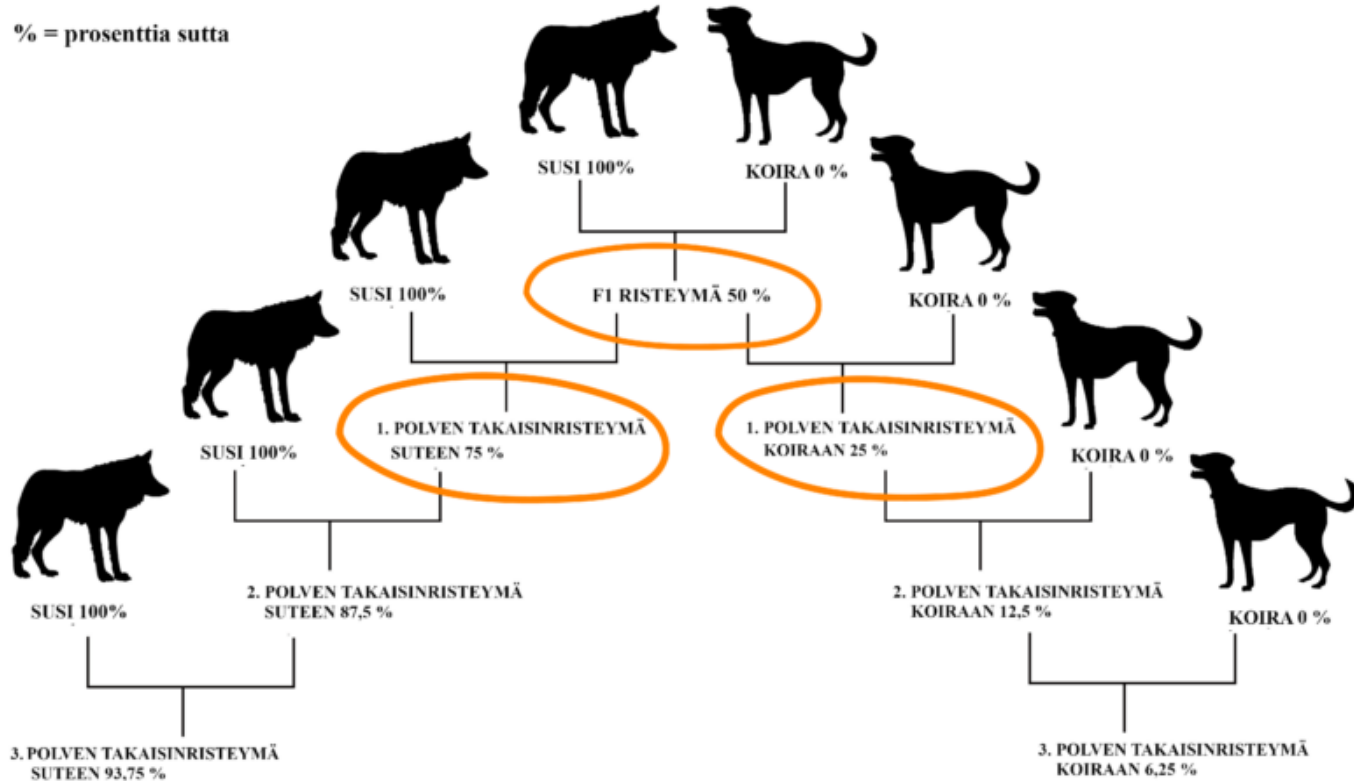 % = prosenttia sutta
SUSI 100%
KOIRA 0 %
SUSI 100%
F1 RISTEYMÄ 50 %
KOIRA 0 %
SUSI 100%
1. POLVEN TAKAISINRISTEYMÄ
SUTEEN 75 %
1. POLVEN TAKAISINRISTEYMÄ
KOIRAAN 25 %
KOIRA 0 %
SUSI 100%
2. POLVEN TAKAISINRISTEYMÄ
SUTEEN 87,5 %
2. POLVEN TAKAISINRISTEYMÄ
KOIRAAN 12,5 %
KOIRA 0 %
3. POLVEN TAKAISINRISTEYMÄ
SUTEEN 93,75 %
3. POLVEN TAKAISINRISTEYMÄ
KOIRAAN 6,25 %